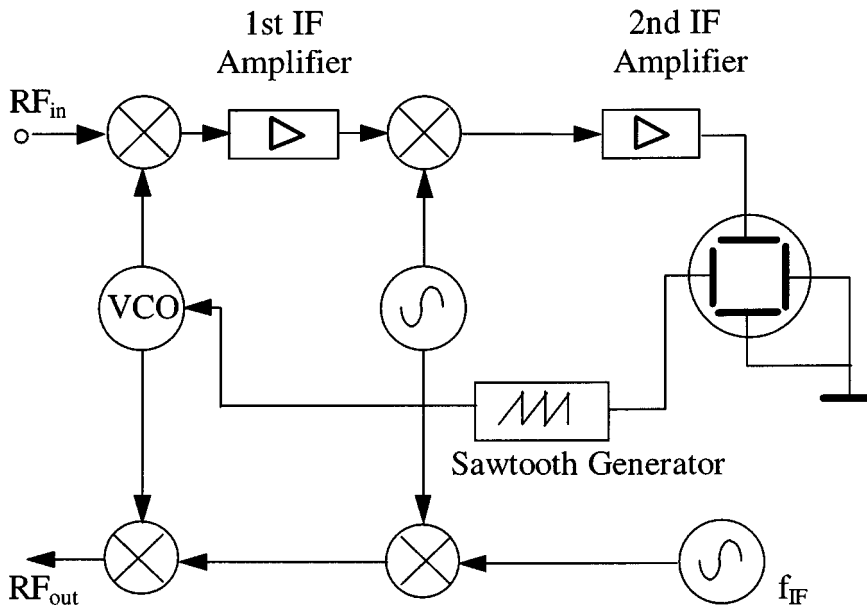 1st IF
Amplifier
2nd IF
Amplifier
RFin
VCO
Sawtooth Generator
RFout
fIF